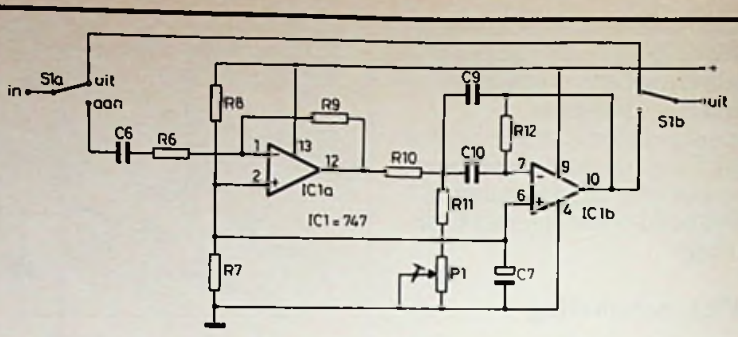 S1a
uit
in
aan
C6
R6
R8
R9
1
-
13
12
2
+
IC1a
R10
IC1 = 747
R7
C9
C10
R12
R11
7
-
9
10
6
+
4
IC1b
P1
C7
+
S1b
uit